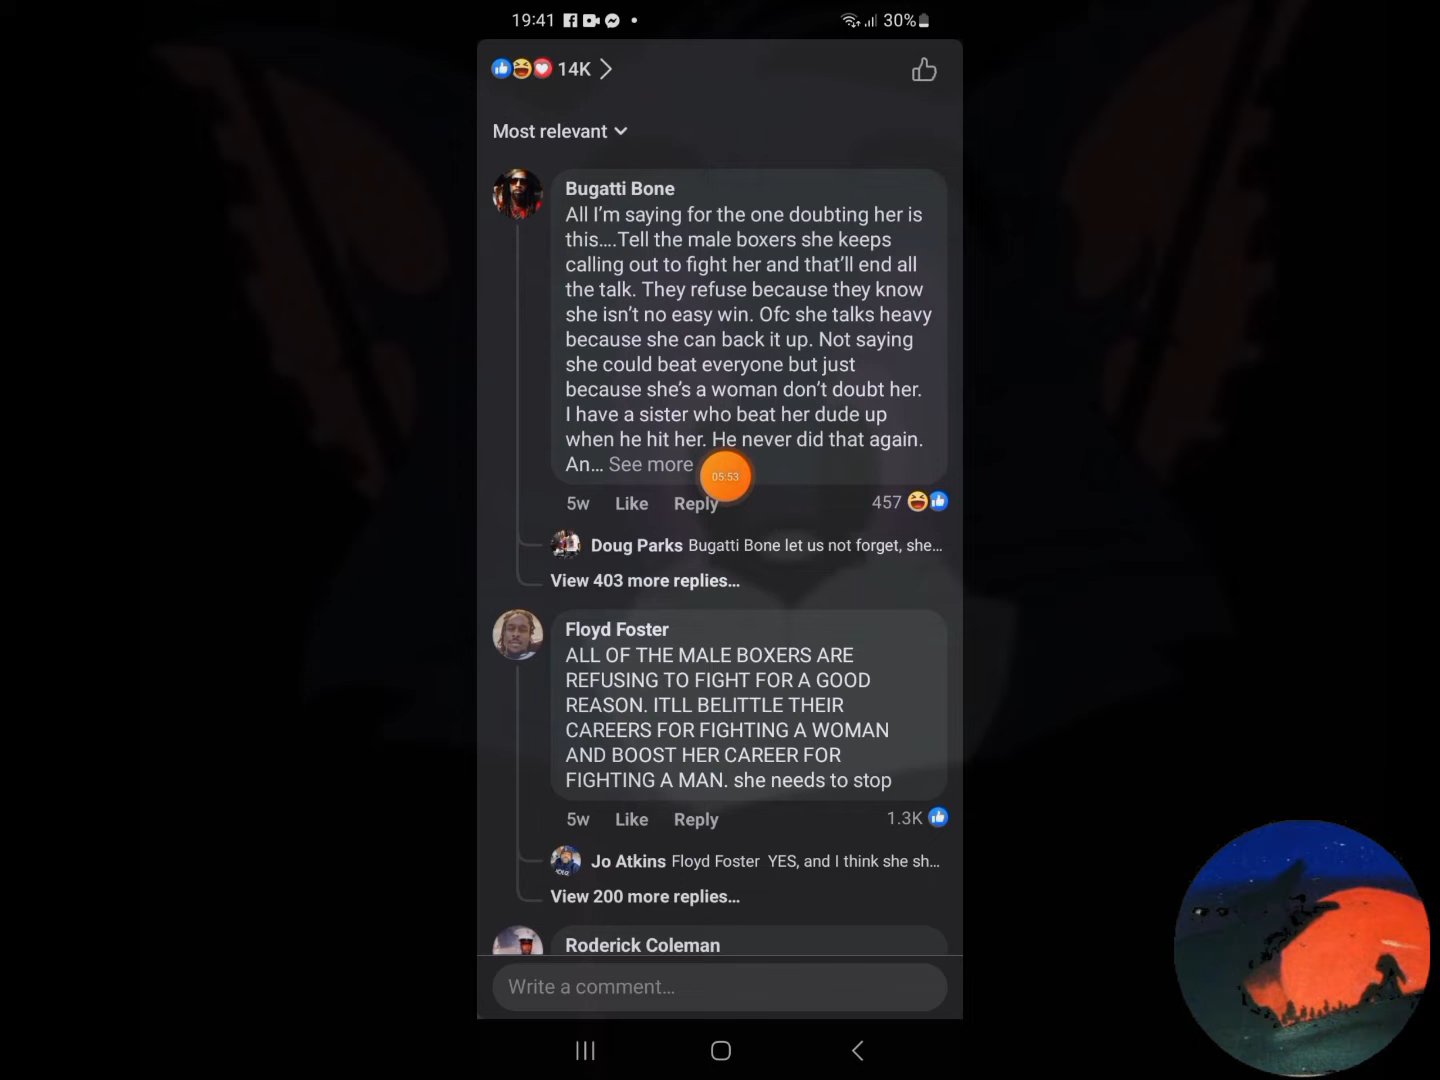 19:41
30%
14K
Most relevant
Bugatti Bone
All I’m saying for the one doubting her is
this....Tell the male boxers she keeps
calling out to fight her and that’ll end all
the talk. They refuse because they know
she isn’t no easy win. Ofc she talks heavy
because she can back it up. Not saying
she could beat everyone but just
because she’s a woman don’t doubt her.
I have a sister who beat her dude up
when he hit her. He never did that again.
An... See more
05:53
5w Like Reply 457
Doug Parks Bugatti Bone let us not forget, she...
View 403 more replies...
Floyd Foster
ALL OF THE MALE BOXERS ARE
REFUSING TO FIGHT FOR A GOOD
REASON. ITLL BELITTLE THEIR
CAREERS FOR FIGHTING A WOMAN
AND BOOST HER CAREER FOR
FIGHTING A MAN. she needs to stop
5w Like Reply 1.3K
Jo Atkins Floyd Foster YES, and I think she sh...
View 200 more replies...
Roderick Coleman
Write a comment...